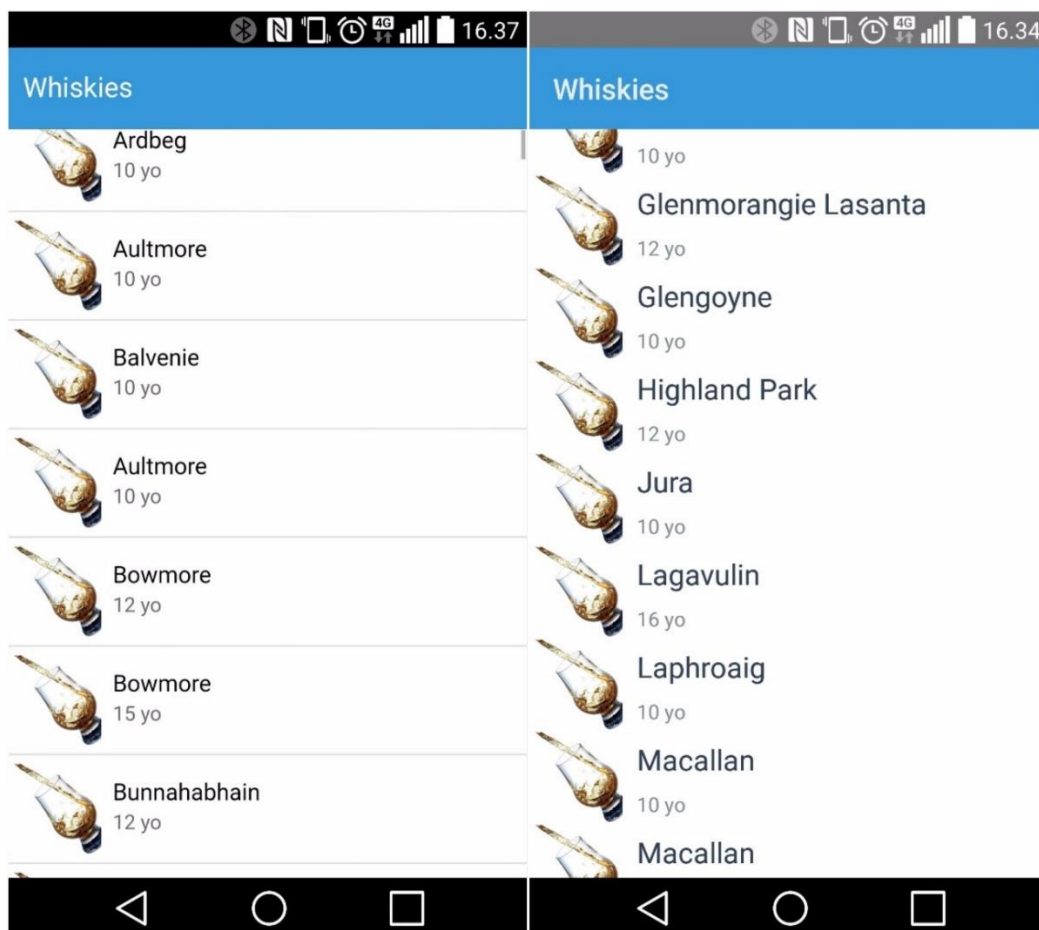 4G 16.37
Whiskies
Ardbeg
10 yo
Aultmore
10 yo
Balvenie
10 yo
Aultmore
10 yo
Bowmore
12 yo
Bowmore
15 yo
Bunnahabhain
12 yo
4G 16.34
Whiskies
10 yo
Glenmorangie Lasanta
12 yo
Glengoyne
10 yo
Highland Park
12 yo
Jura
10 yo
Lagavulin
16 yo
Laphroaig
10 yo
Macallan
10 yo
Macallan